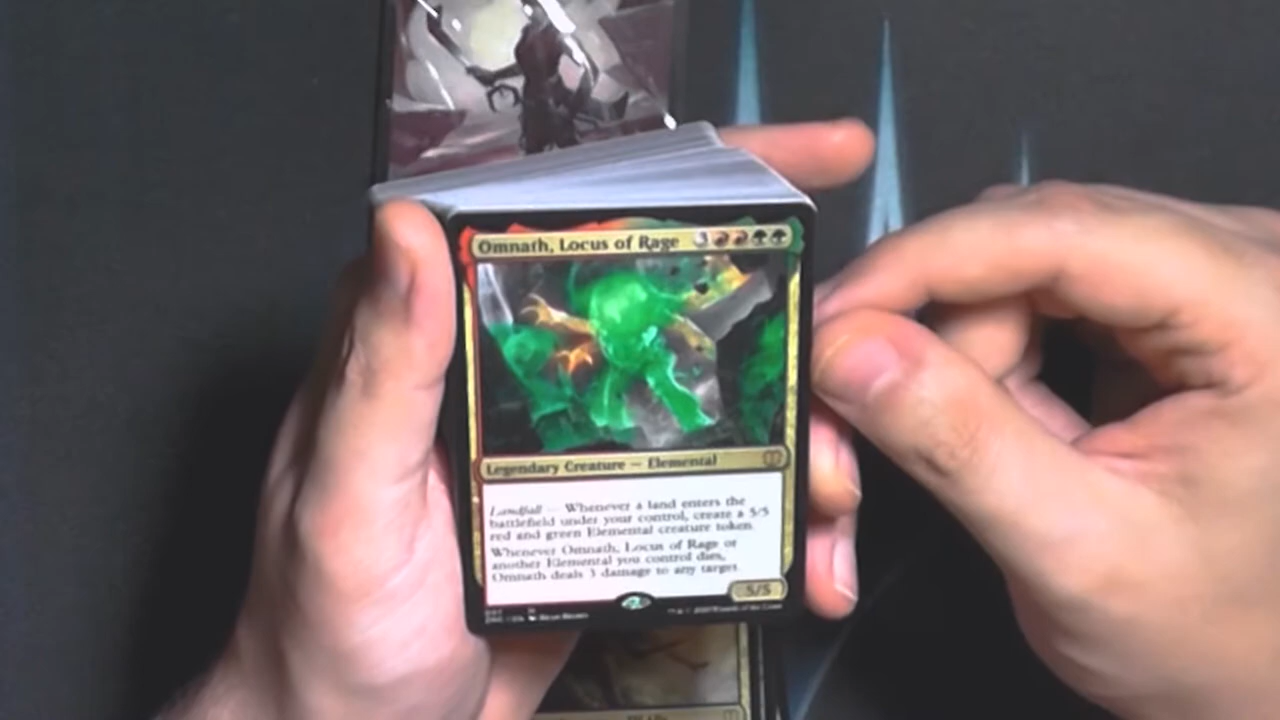 Omnath, Locus of Rage 3
Legendary Creature — Elemental
Landfall — Whenever a land enters the
battlefield under your control, create a 5/5
red and green Elemental creature token.
Whenever Omnath, Locus of Rage or
another Elemental you control dies,
Omnath deals 3 damage to any target.
5/5